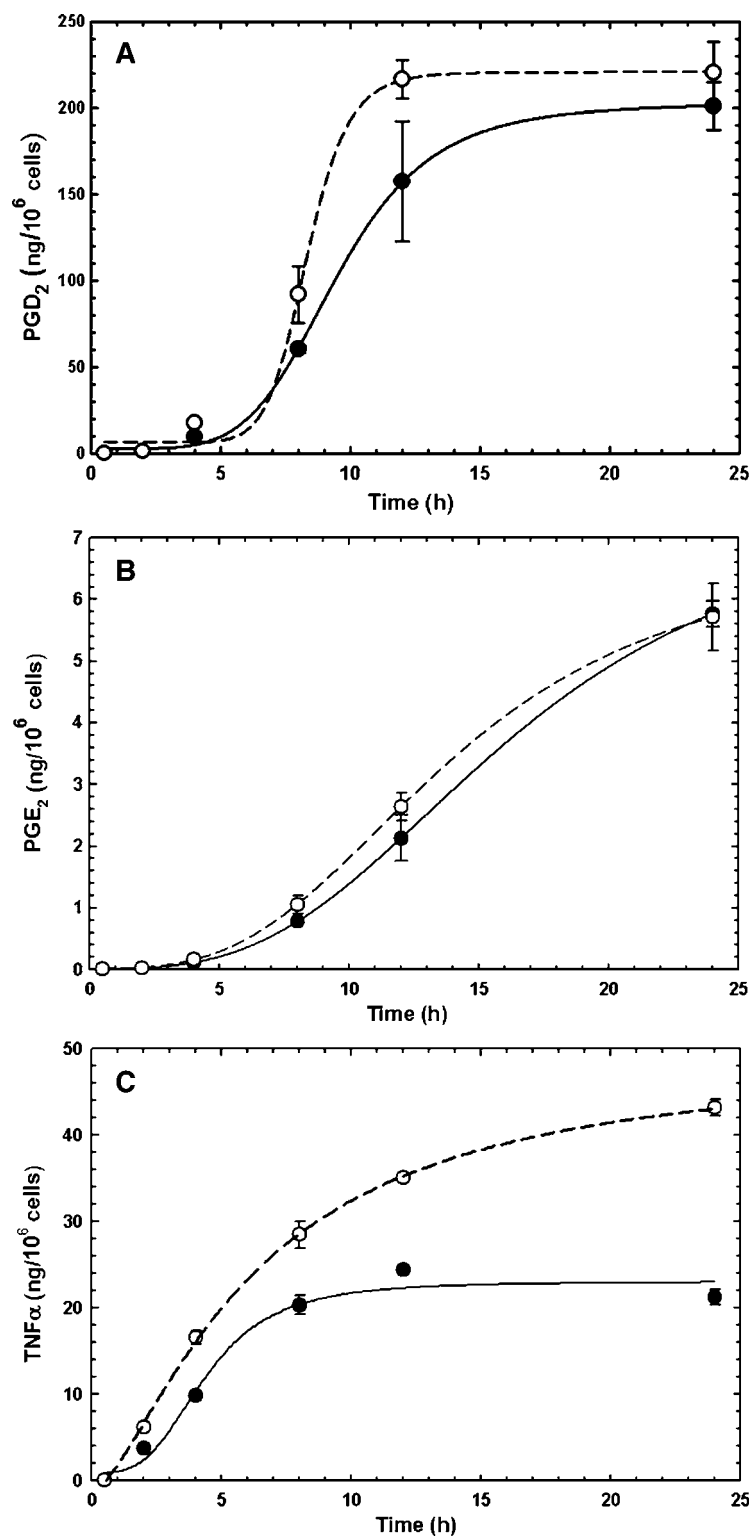 A
250
200
150
100
50
0
PGD2 (ng/10^6 cells)
0 5 10 15 20 25
Time (h)
B
7
6
5
4
3
2
1
0
PGE2 (ng/10^6 cells)
0 5 10 15 20 25
Time (h)
C
50
40
30
20
10
0
TNFα (ng/10^6 cells)
0 5 10 15 20 25
Time (h)